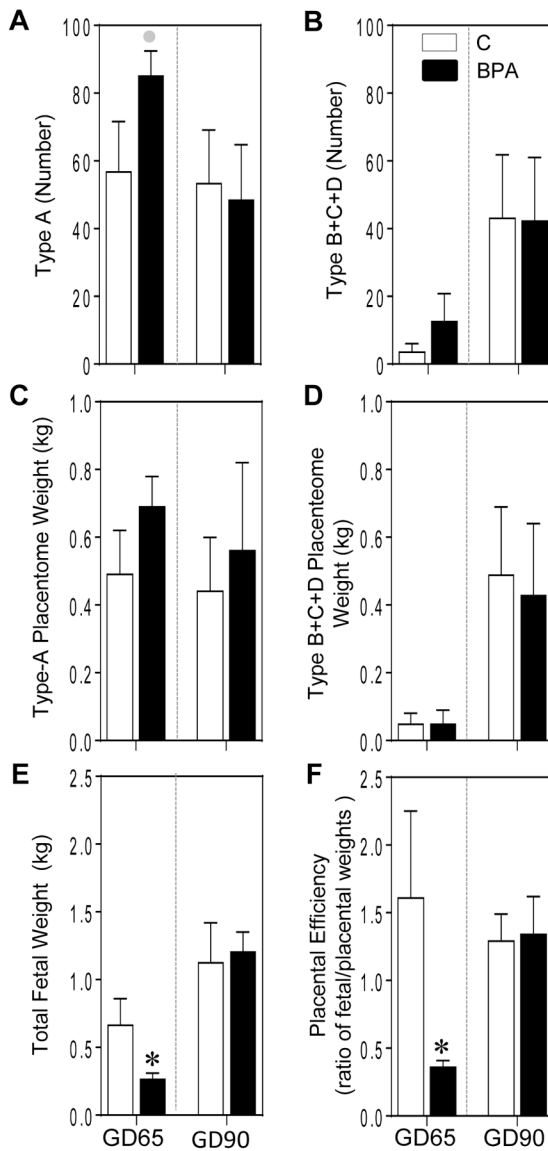 A
100
80
60
40
20
0
Type A (Number)
B
100
80
60
40
20
0
Type B+C+D (Number)
C
BPA
C
1.0
0.8
0.6
0.4
0.2
0.0
Type-A Placentome Weight (kg)
D
1.0
0.8
0.6
0.4
0.2
0.0
Type B+C+D Placenteome
Weight (kg)
E
2.5
2.0
1.5
1.0
0.5
0.0
Total Fetal Weight (kg)
*
GD65
GD90
F
2.5
2.0
1.5
1.0
0.5
0.0
Placental Efficiency
(ratio of fetal/placental weights )
*
GD65
GD90